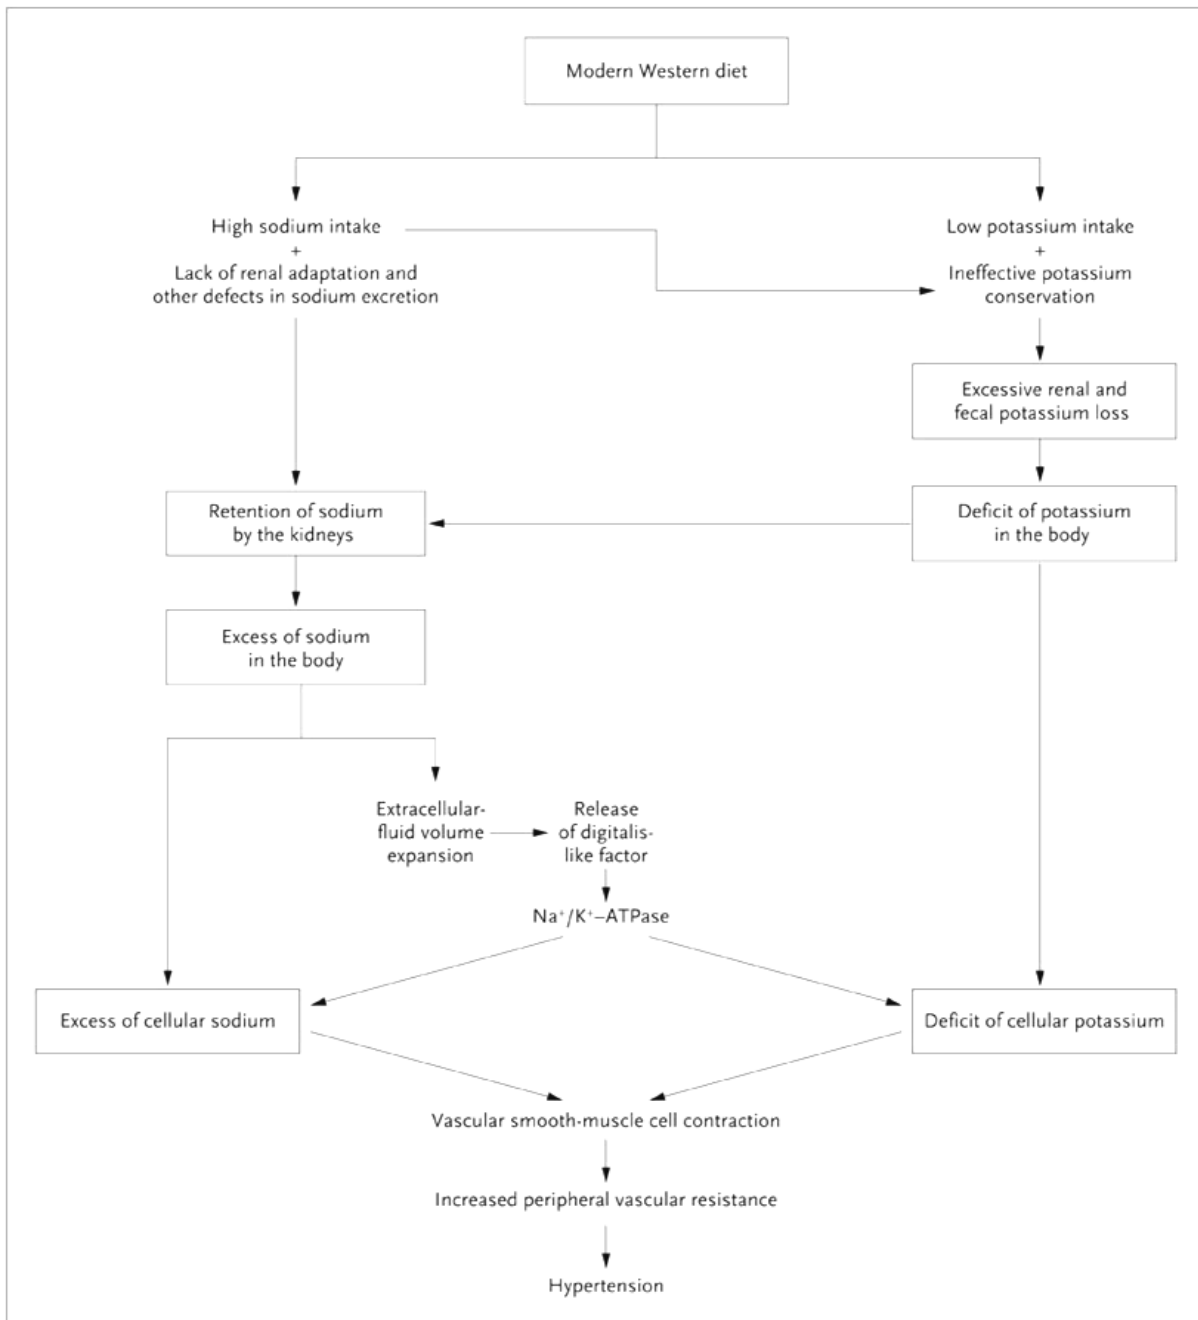 Modern Western diet
High sodium intake
+
Lack of renal adaptation and
other defects in sodium excretion
Low potassium intake
+
Ineffective potassium
conservation
Excessive renal and
fecal potassium loss
Retention of sodium
by the kidneys
Deficit of potassium
in the body
Excess of sodium
in the body
Extracellular-
fluid volume
expansion
Release
of digitalis-
like factor
Na⁺/K⁺–ATPase
Excess of cellular sodium
Deficit of cellular potassium
Vascular smooth-muscle cell contraction
Increased peripheral vascular resistance
Hypertension